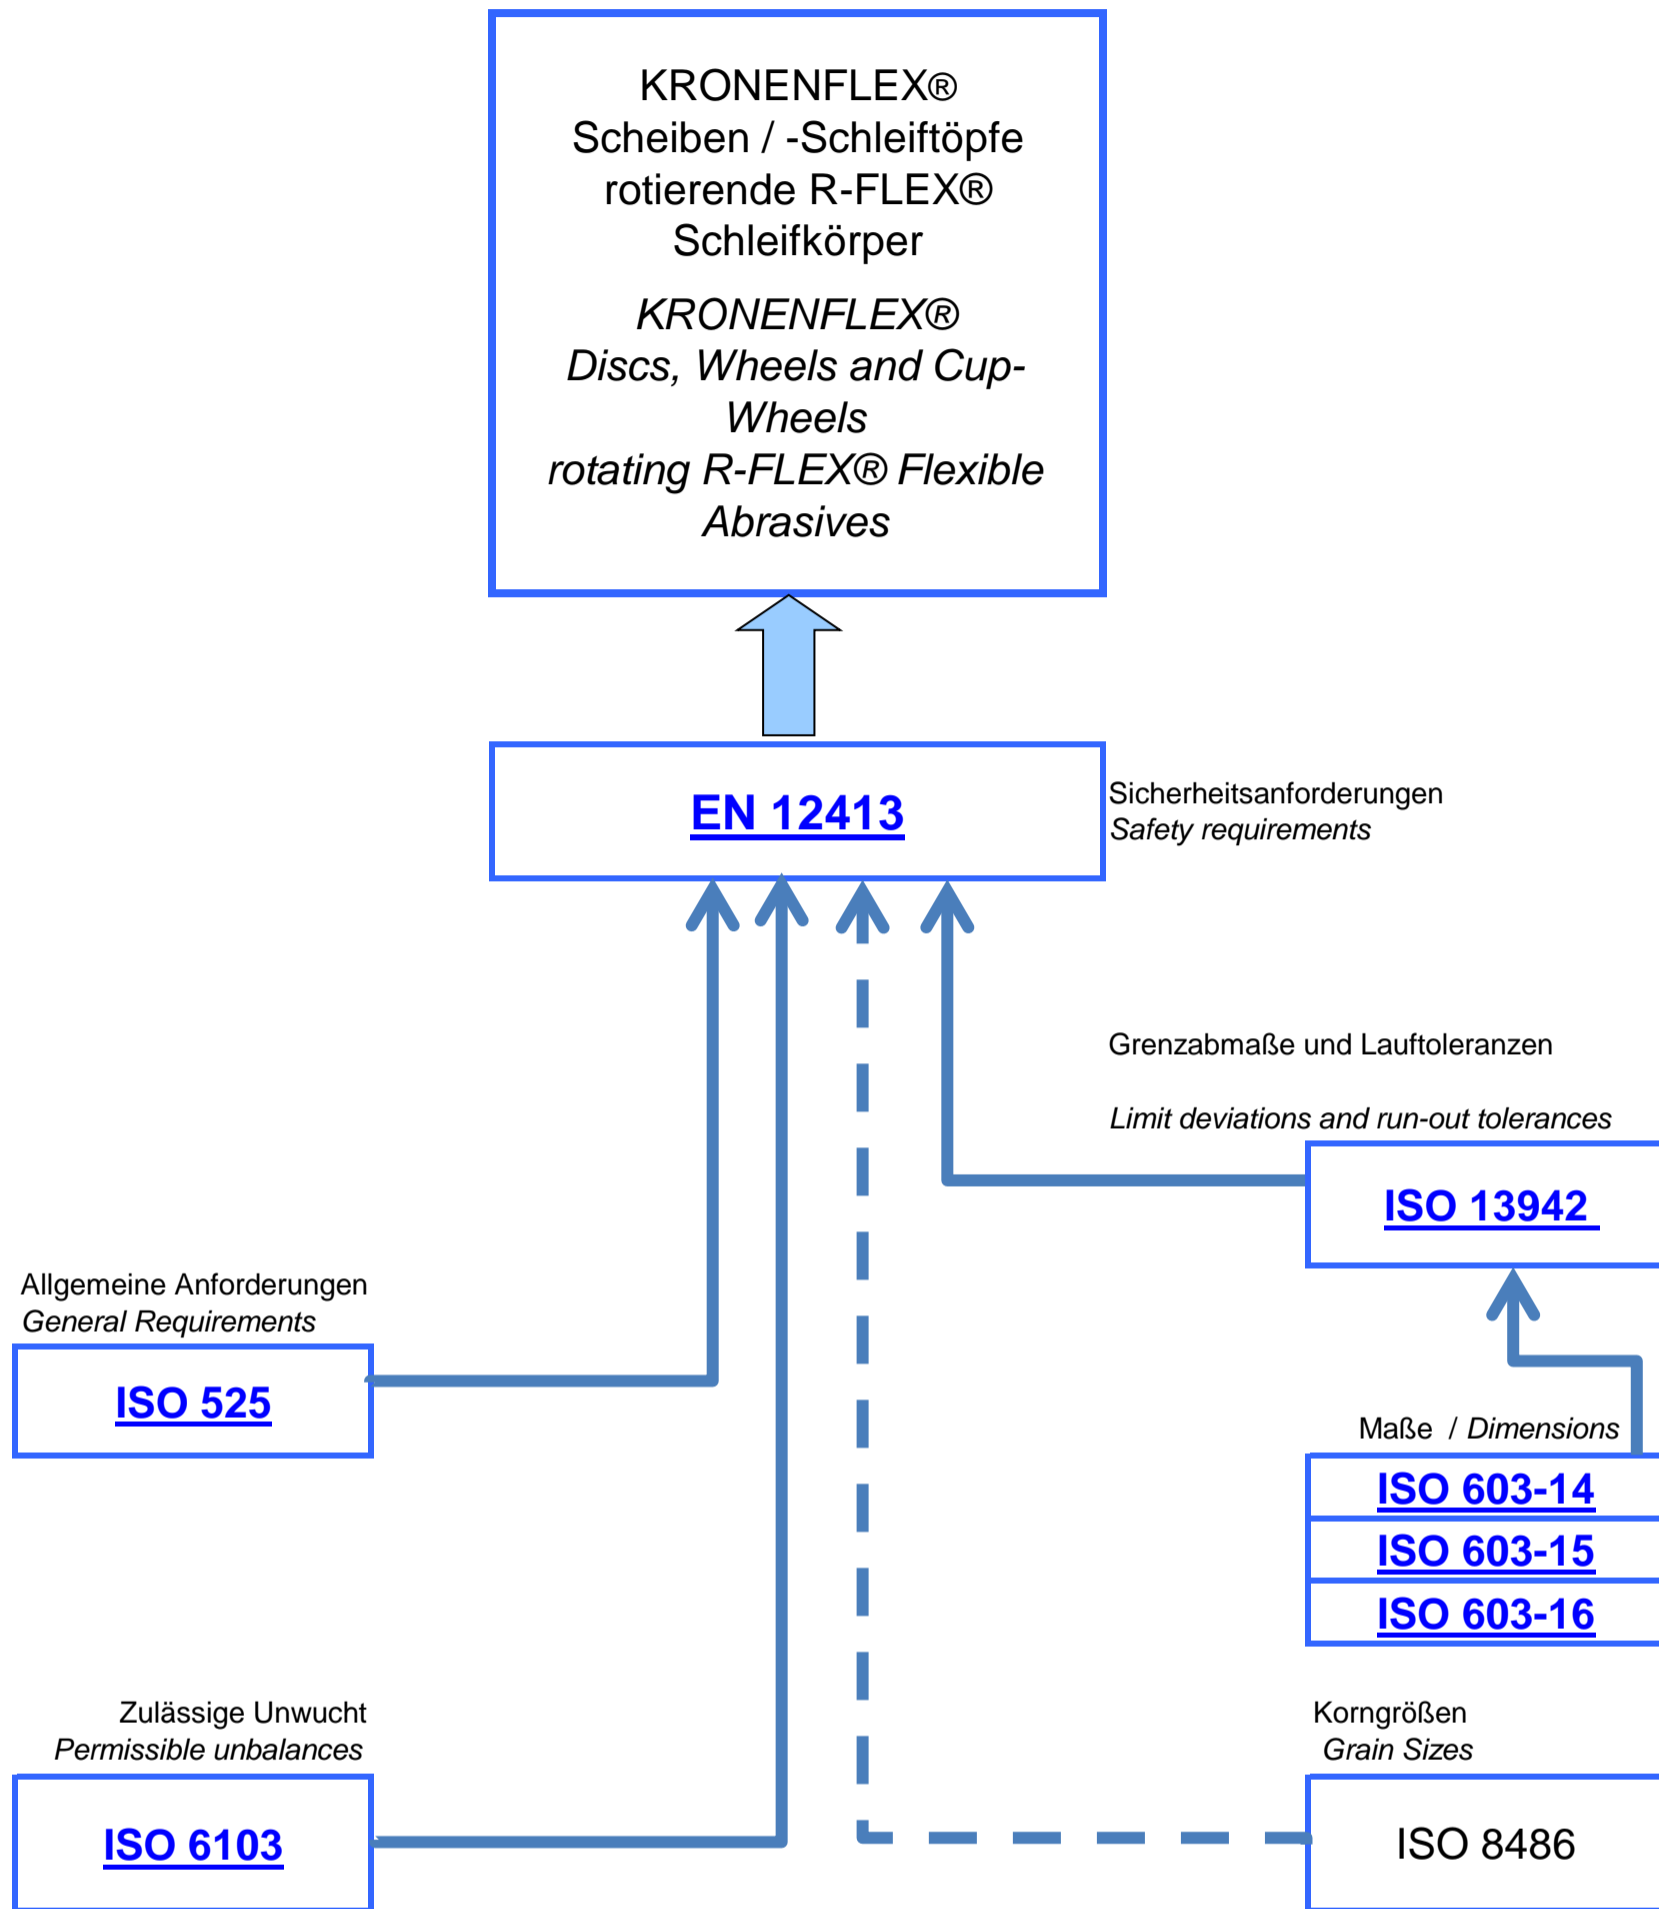 KRONENFLEX®
Scheiben / -Schleiftöpfe
rotierende R-FLEX®
Schleifkörper
KRONENFLEX®
Discs, Wheels and Cup-
Wheels
rotating R-FLEX® Flexible
Abrasives
EN 12413
Sicherheitsanforderungen
Safety requirements
Grenzabmaße und Lauftoleranzen
Limit deviations and run-out tolerances
ISO 13942
Allgemeine Anforderungen
General Requirements
ISO 525
Maße / Dimensions
ISO 603-14
ISO 603-15
ISO 603-16
Zulässige Unwucht
Permissible unbalances
ISO 6103
Korngrößen
Grain Sizes
ISO 8486